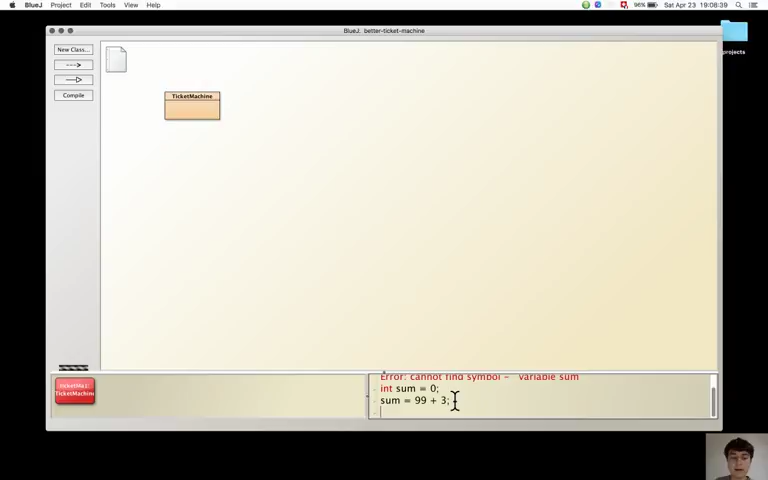 BlueJ Project Edit Tools View Help 96% Sat Apr 23 19:08:39
BlueJ: better-ticket-machine
New Class...
--->
Compile
TicketMachine
projects
Error: cannot find symbol - variable sum
int sum = 0;
sum = 99 + 3;
ticketMa1:
TicketMachin